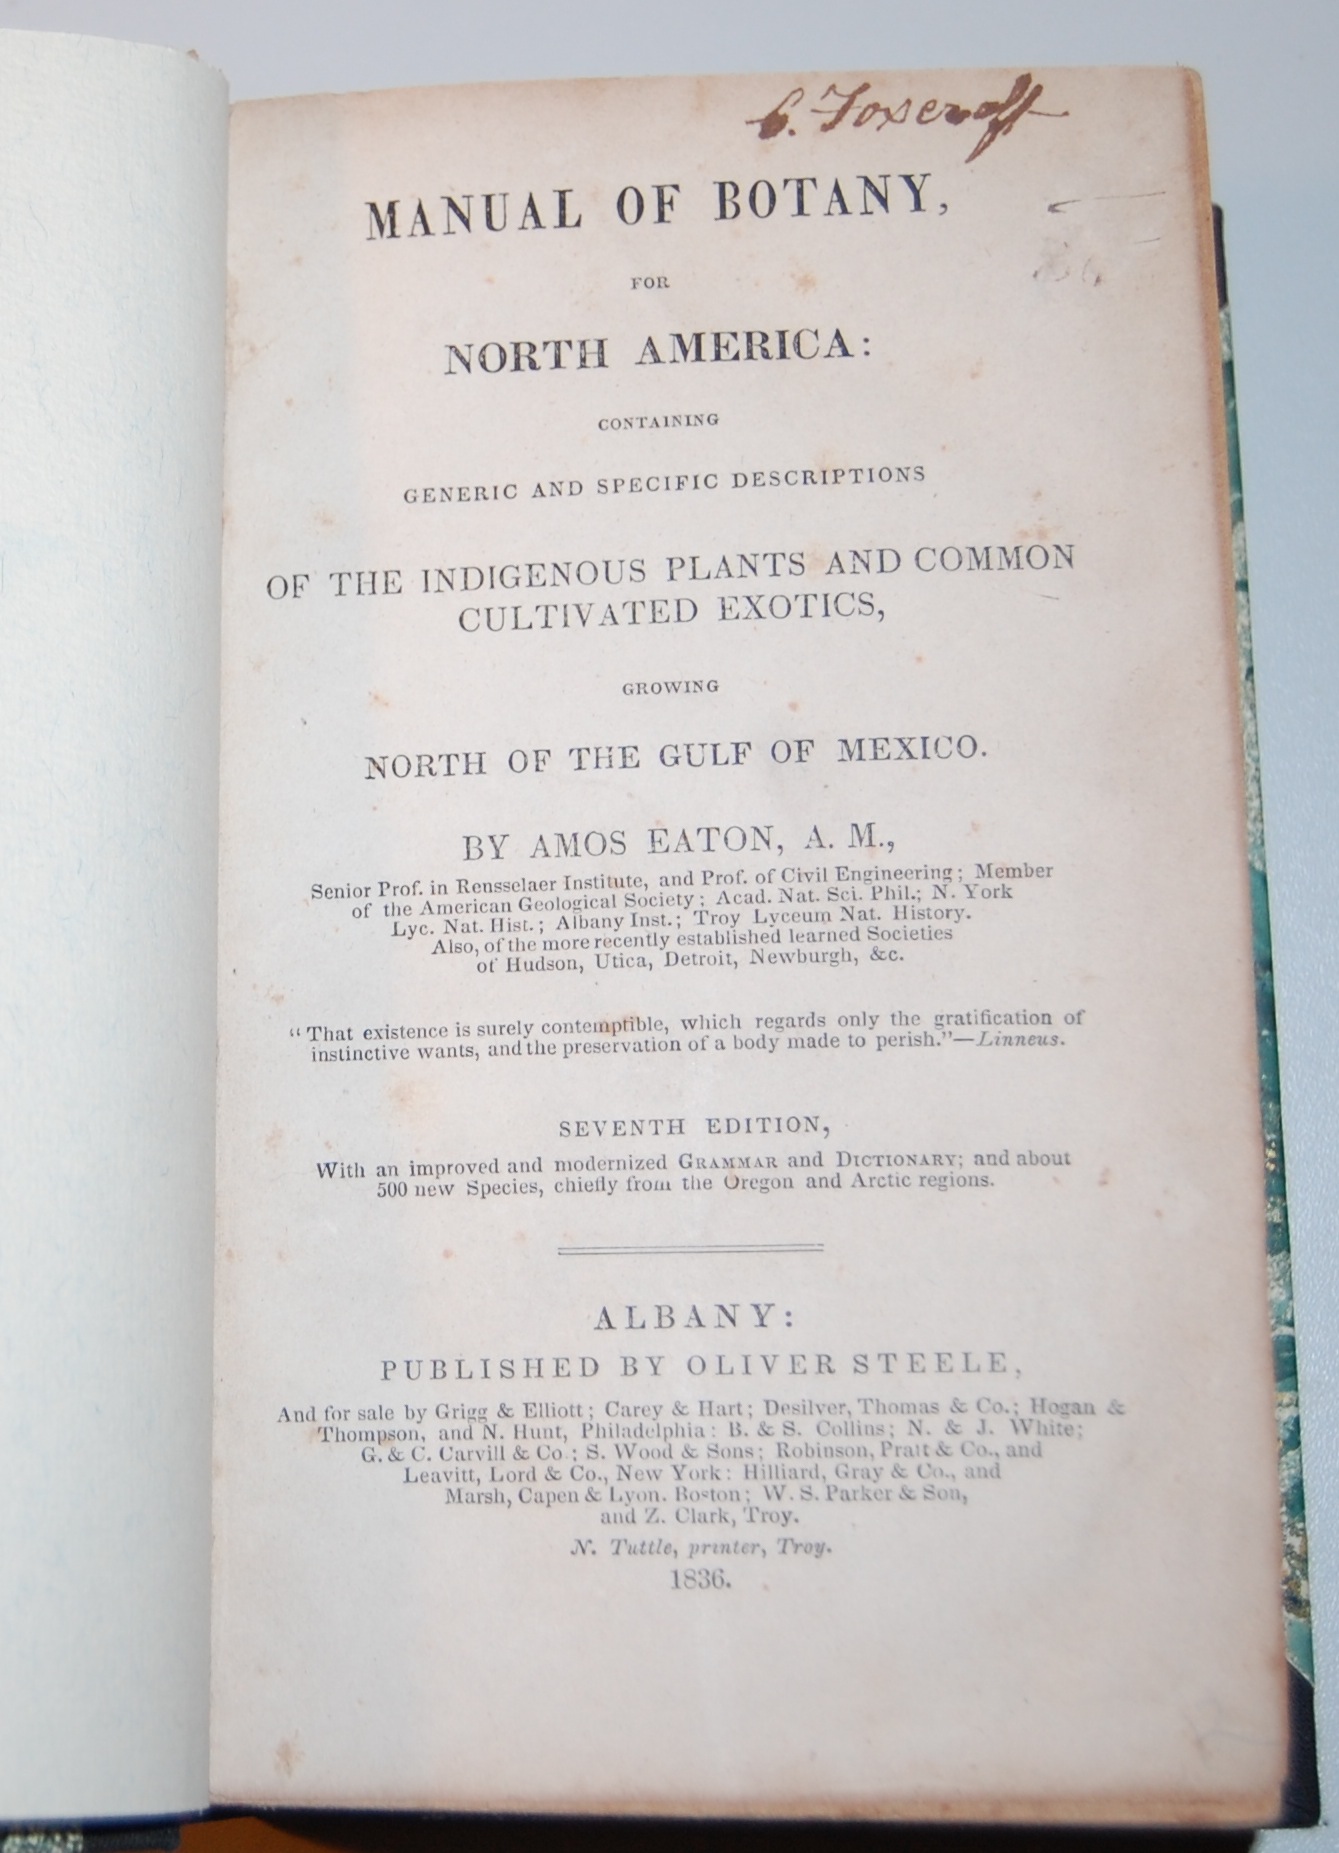 C. Foxcroft
MANUAL OF BOTANY,
FOR
NORTH AMERICA:
CONTAINING
GENERIC AND SPECIFIC DESCRIPTIONS
OF THE INDIGENOUS PLANTS AND COMMON
CULTIVATED EXOTICS,
GROWING
NORTH OF THE GULF OF MEXICO.
BY AMOS EATON, A. M.,
Senior Prof. in Rensselaer Institute, and Prof. of Civil Engineering; Member
of the American Geological Society; Acad. Nat. Sci. Phil.; N. York
Lyc. Nat. Hist.; Albany Inst.; Troy Lyceum Nat. History.
Also, of the more recently established learned Societies
of Hudson, Utica, Detroit, Newburgh, &c.
"That existence is surely contemptible, which regards only the gratification of
instinctive wants, and the preservation of a body made to perish."—Linneus.
SEVENTH EDITION,
With an improved and modernized GRAMMAR and DICTIONARY; and about
500 new Species, chiefly from the Oregon and Arctic regions.
ALBANY:
PUBLISHED BY OLIVER STEELE,
And for sale by Grigg & Elliott; Carey & Hart; Desilver, Thomas & Co.; Hogan &
Thompson, and N. Hunt, Philadelphia: B. & S. Collins; N. & J. White;
G. & C. Carvill & Co.; S. Wood & Sons; Robinson, Pratt & Co., and
Leavitt, Lord & Co., New York: Hilliard, Gray & Co., and
Marsh, Capen & Lyon. Boston; W. S. Parker & Son,
and Z. Clark, Troy.
N. Tuttle, printer, Troy.
1836.